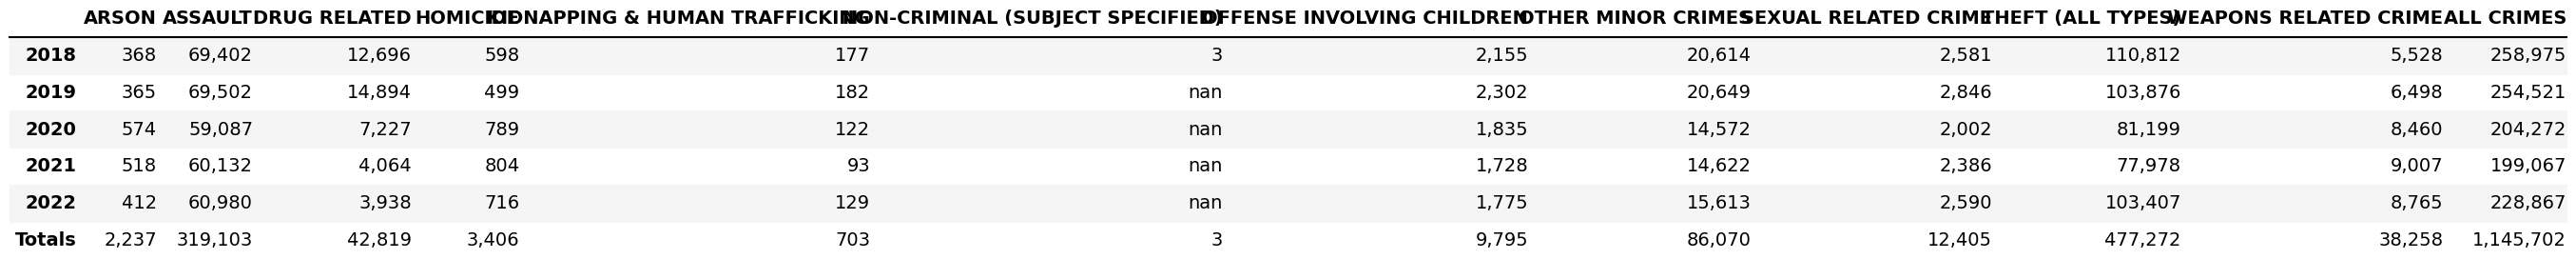 ARSON ASSAULT DRUG RELATED HOMICIDE KIDNAPPING & HUMAN TRAFFICKING NON-CRIMINAL (SUBJECT SPECIFIED) OFFENSE INVOLVING CHILDREN OTHER MINOR CRIMES SEXUAL RELATED CRIME THEFT (ALL TYPES) WEAPONS RELATED CRIME ALL CRIMES
2018 368 69,402 12,696 598 177 3 2,155 20,614 2,581 110,812 5,528 258,975
2019 365 69,502 14,894 499 182 nan 2,302 20,649 2,846 103,876 6,498 254,521
2020 574 59,087 7,227 789 122 nan 1,835 14,572 2,002 81,199 8,460 204,272
2021 518 60,132 4,064 804 93 nan 1,728 14,622 2,386 77,978 9,007 199,067
2022 412 60,980 3,938 716 129 nan 1,775 15,613 2,590 103,407 8,765 228,867
Totals 2,237 319,103 42,819 3,406 703 3 9,795 86,070 12,405 477,272 38,258 1,145,702